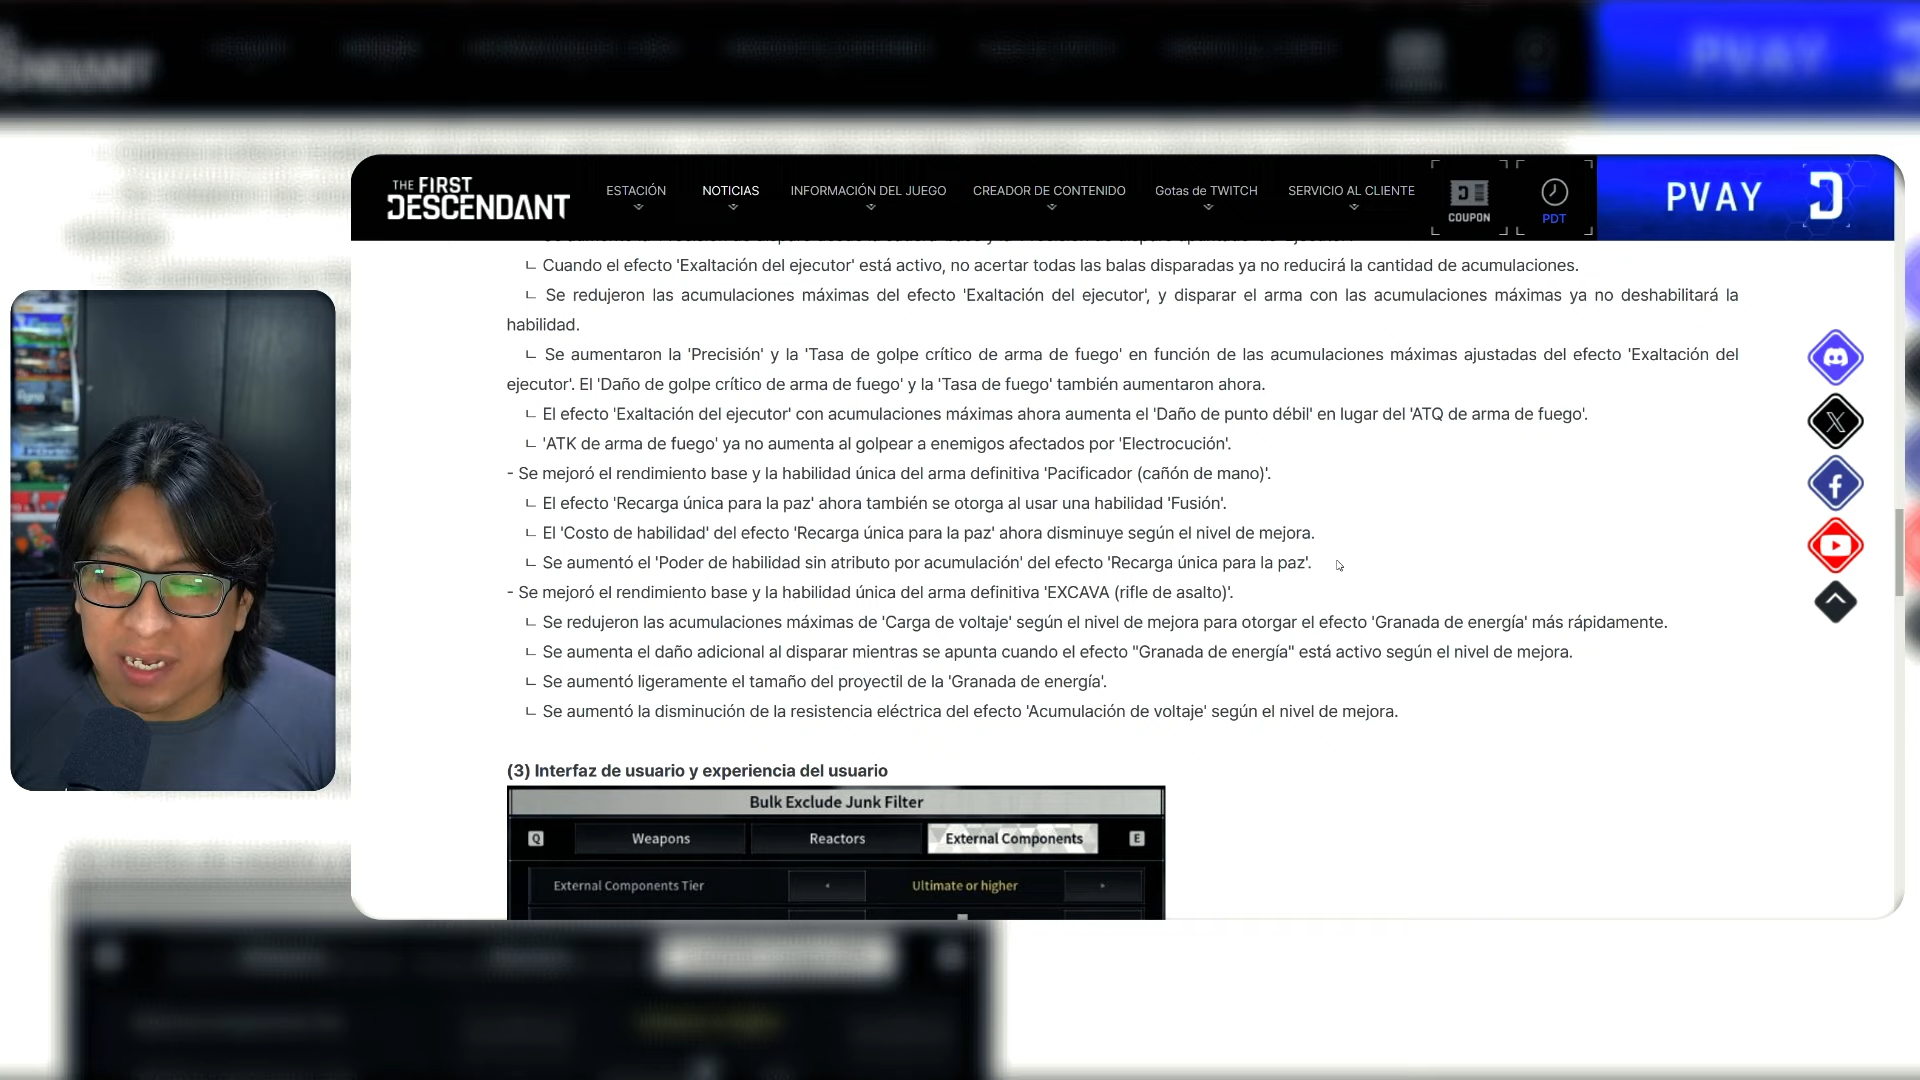 THE FIRST
DESCENDANT
ESTACIÓN
NOTICIAS
INFORMACIÓN DEL JUEGO
CREADOR DE CONTENIDO
Gotas de TWITCH
SERVICIO AL CLIENTE
COUPON
PDT
PVAY
ㄴ Cuando el efecto 'Exaltación del ejecutor' está activo, no acertar todas las balas disparadas ya no reducirá la cantidad de acumulaciones.
ㄴ Se redujeron las acumulaciones máximas del efecto 'Exaltación del ejecutor', y disparar el arma con las acumulaciones máximas ya no deshabilitará la
habilidad.
ㄴ Se aumentaron la 'Precisión' y la 'Tasa de golpe crítico de arma de fuego' en función de las acumulaciones máximas ajustadas del efecto 'Exaltación del
ejecutor'. El 'Daño de golpe crítico de arma de fuego' y la 'Tasa de fuego' también aumentaron ahora.
ㄴ El efecto 'Exaltación del ejecutor' con acumulaciones máximas ahora aumenta el 'Daño de punto débil' en lugar del 'ATQ de arma de fuego'.
ㄴ 'ATK de arma de fuego' ya no aumenta al golpear a enemigos afectados por 'Electrocución'.
- Se mejoró el rendimiento base y la habilidad única del arma definitiva 'Pacificador (cañón de mano)'.
ㄴ El efecto 'Recarga única para la paz' ahora también se otorga al usar una habilidad 'Fusión'.
ㄴ El 'Costo de habilidad' del efecto 'Recarga única para la paz' ahora disminuye según el nivel de mejora.
ㄴ Se aumentó el 'Poder de habilidad sin atributo por acumulación' del efecto 'Recarga única para la paz'.
- Se mejoró el rendimiento base y la habilidad única del arma definitiva 'EXCAVA (rifle de asalto)'.
ㄴ Se redujeron las acumulaciones máximas de 'Carga de voltaje' según el nivel de mejora para otorgar el efecto 'Granada de energía' más rápidamente.
ㄴ Se aumenta el daño adicional al disparar mientras se apunta cuando el efecto "Granada de energía" está activo según el nivel de mejora.
ㄴ Se aumentó ligeramente el tamaño del proyectil de la 'Granada de energía'.
ㄴ Se aumentó la disminución de la resistencia eléctrica del efecto 'Acumulación de voltaje' según el nivel de mejora.
(3) Interfaz de usuario y experiencia del usuario
Bulk Exclude Junk Filter
Q Weapons Reactors External Components E
External Components Tier Ultimate or higher